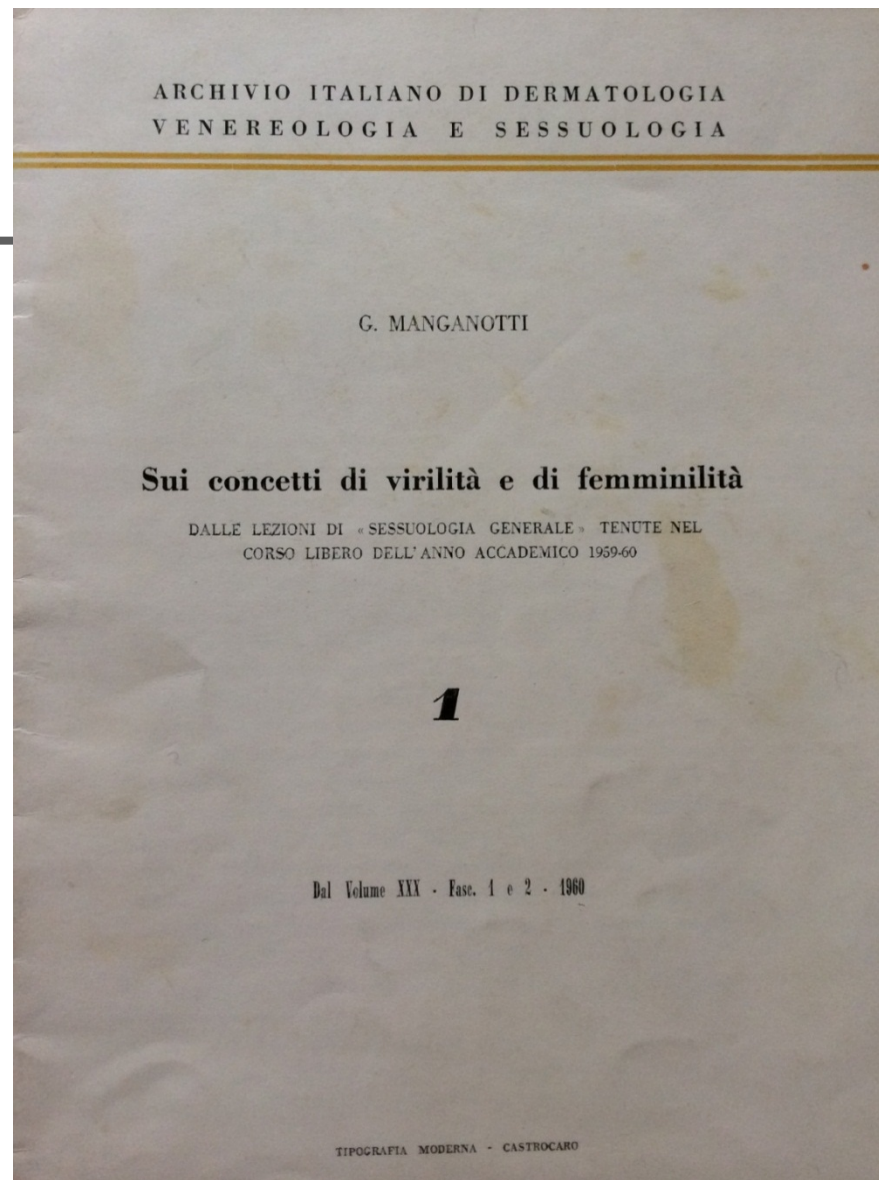 ARCHIVIO ITALIANO DI DERMATOLOGIA
VENEREOLOGIA E SESSUOLOGIA
G. MANGANOTTI
Sui concetti di virilità e di femminilità
DALLE LEZIONI DI « SESSUOLOGIA GENERALE » TENUTE NEL
CORSO LIBERO DELL' ANNO ACCADEMICO 1959-60
1
Dal Volume XXX - Fasc. 1 e 2 - 1960
TIPOGRAFIA MODERNA - CASTROCARO